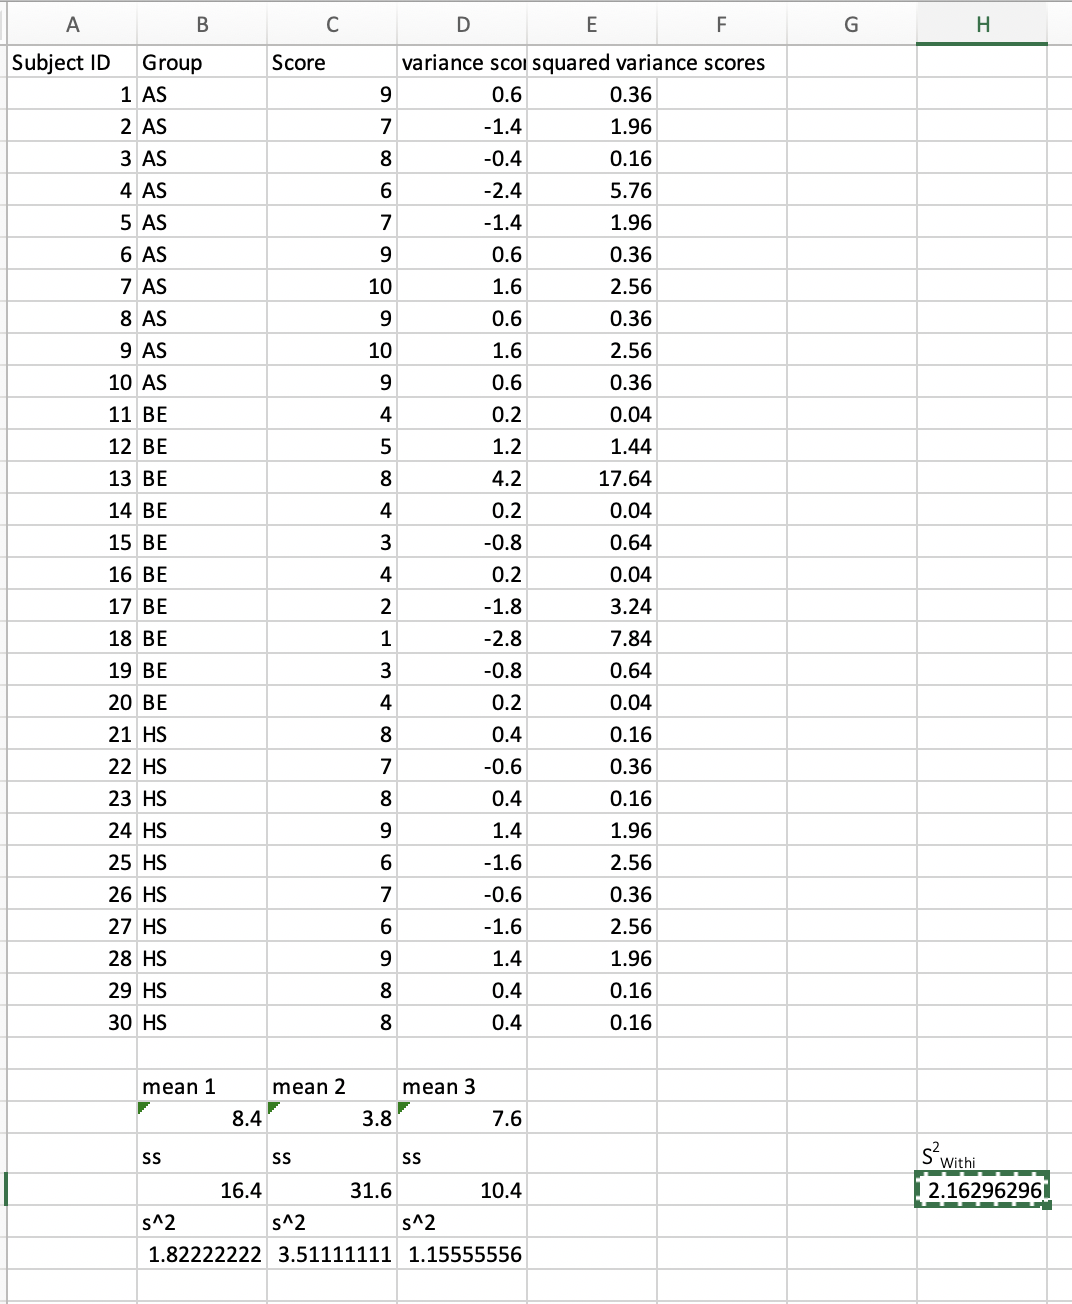 A B C D E F G H
Subject ID Group Score variance scor squared variance scores
1 AS 9 0.6 0.36
2 AS 7 -1.4 1.96
3 AS 8 -0.4 0.16
4 AS 6 -2.4 5.76
5 AS 7 -1.4 1.96
6 AS 9 0.6 0.36
7 AS 10 1.6 2.56
8 AS 9 0.6 0.36
9 AS 10 1.6 2.56
10 AS 9 0.6 0.36
11 BE 4 0.2 0.04
12 BE 5 1.2 1.44
13 BE 8 4.2 17.64
14 BE 4 0.2 0.04
15 BE 3 -0.8 0.64
16 BE 4 0.2 0.04
17 BE 2 -1.8 3.24
18 BE 1 -2.8 7.84
19 BE 3 -0.8 0.64
20 BE 4 0.2 0.04
21 HS 8 0.4 0.16
22 HS 7 -0.6 0.36
23 HS 8 0.4 0.16
24 HS 9 1.4 1.96
25 HS 6 -1.6 2.56
26 HS 7 -0.6 0.36
27 HS 6 -1.6 2.56
28 HS 9 1.4 1.96
29 HS 8 0.4 0.16
30 HS 8 0.4 0.16
mean 1 mean 2 mean 3
8.4 3.8 7.6
ss ss ss S² Withi
16.4 31.6 10.4 2.16296296
s^2 s^2 s^2
1.82222222 3.51111111 1.15555556